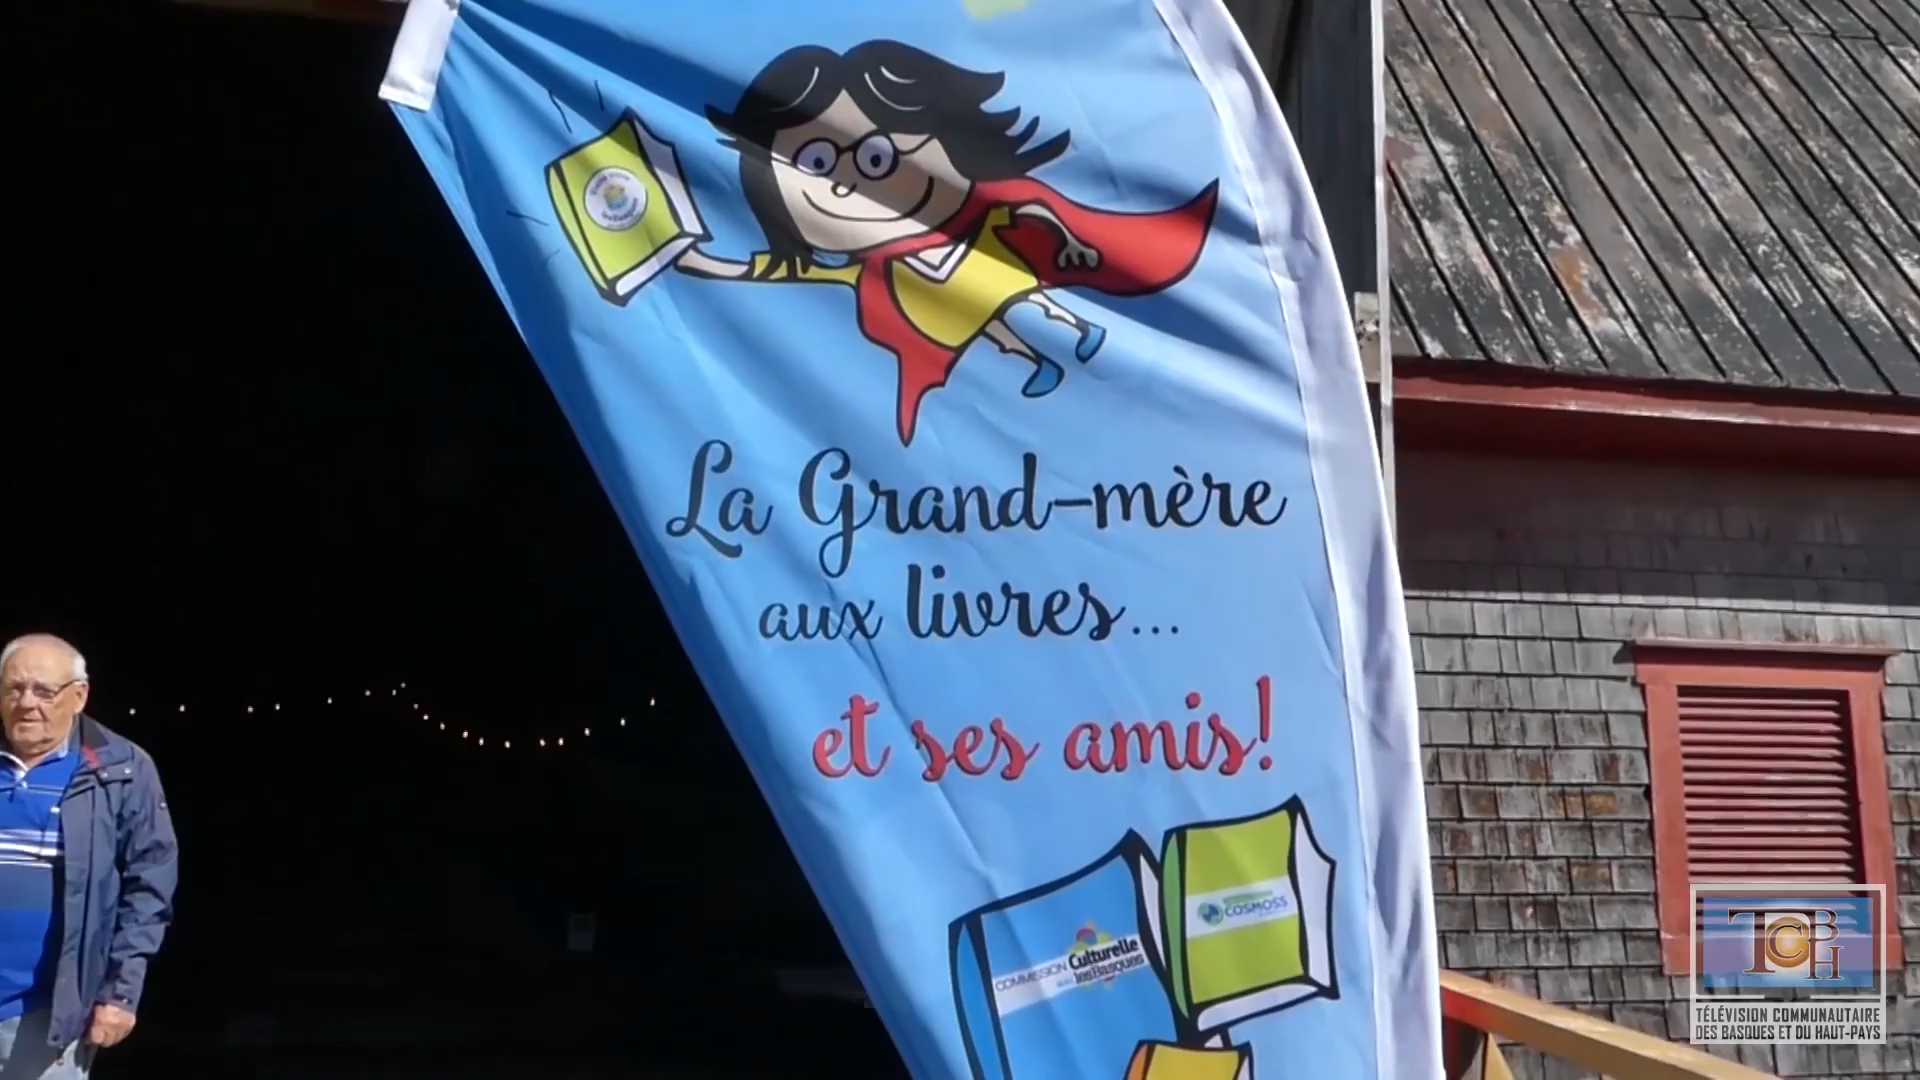 La Grand-mère
aux livres...
et ses amis!
COMMISSION Culturelle
les Basques
COSMOSS
TCBH
TÉLÉVISION COMMUNAUTAIRE
DES BASQUES ET DU HAUT-PAYS